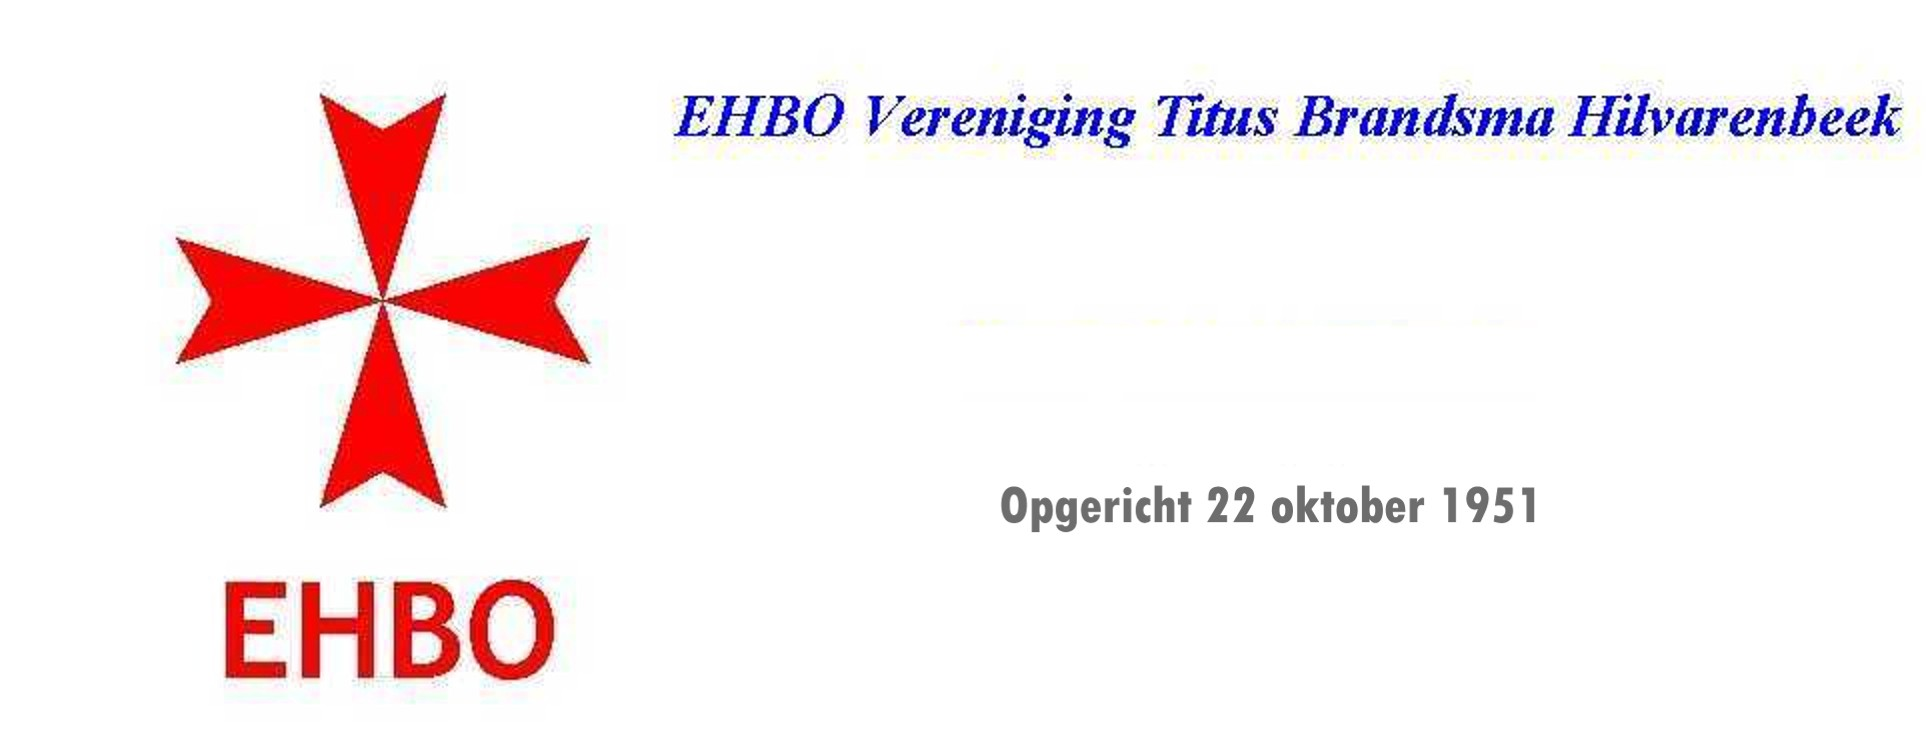 EHBO Vereniging Titus Brandsma Hilvarenbeek
Opgericht 22 oktober 1951
EHBO